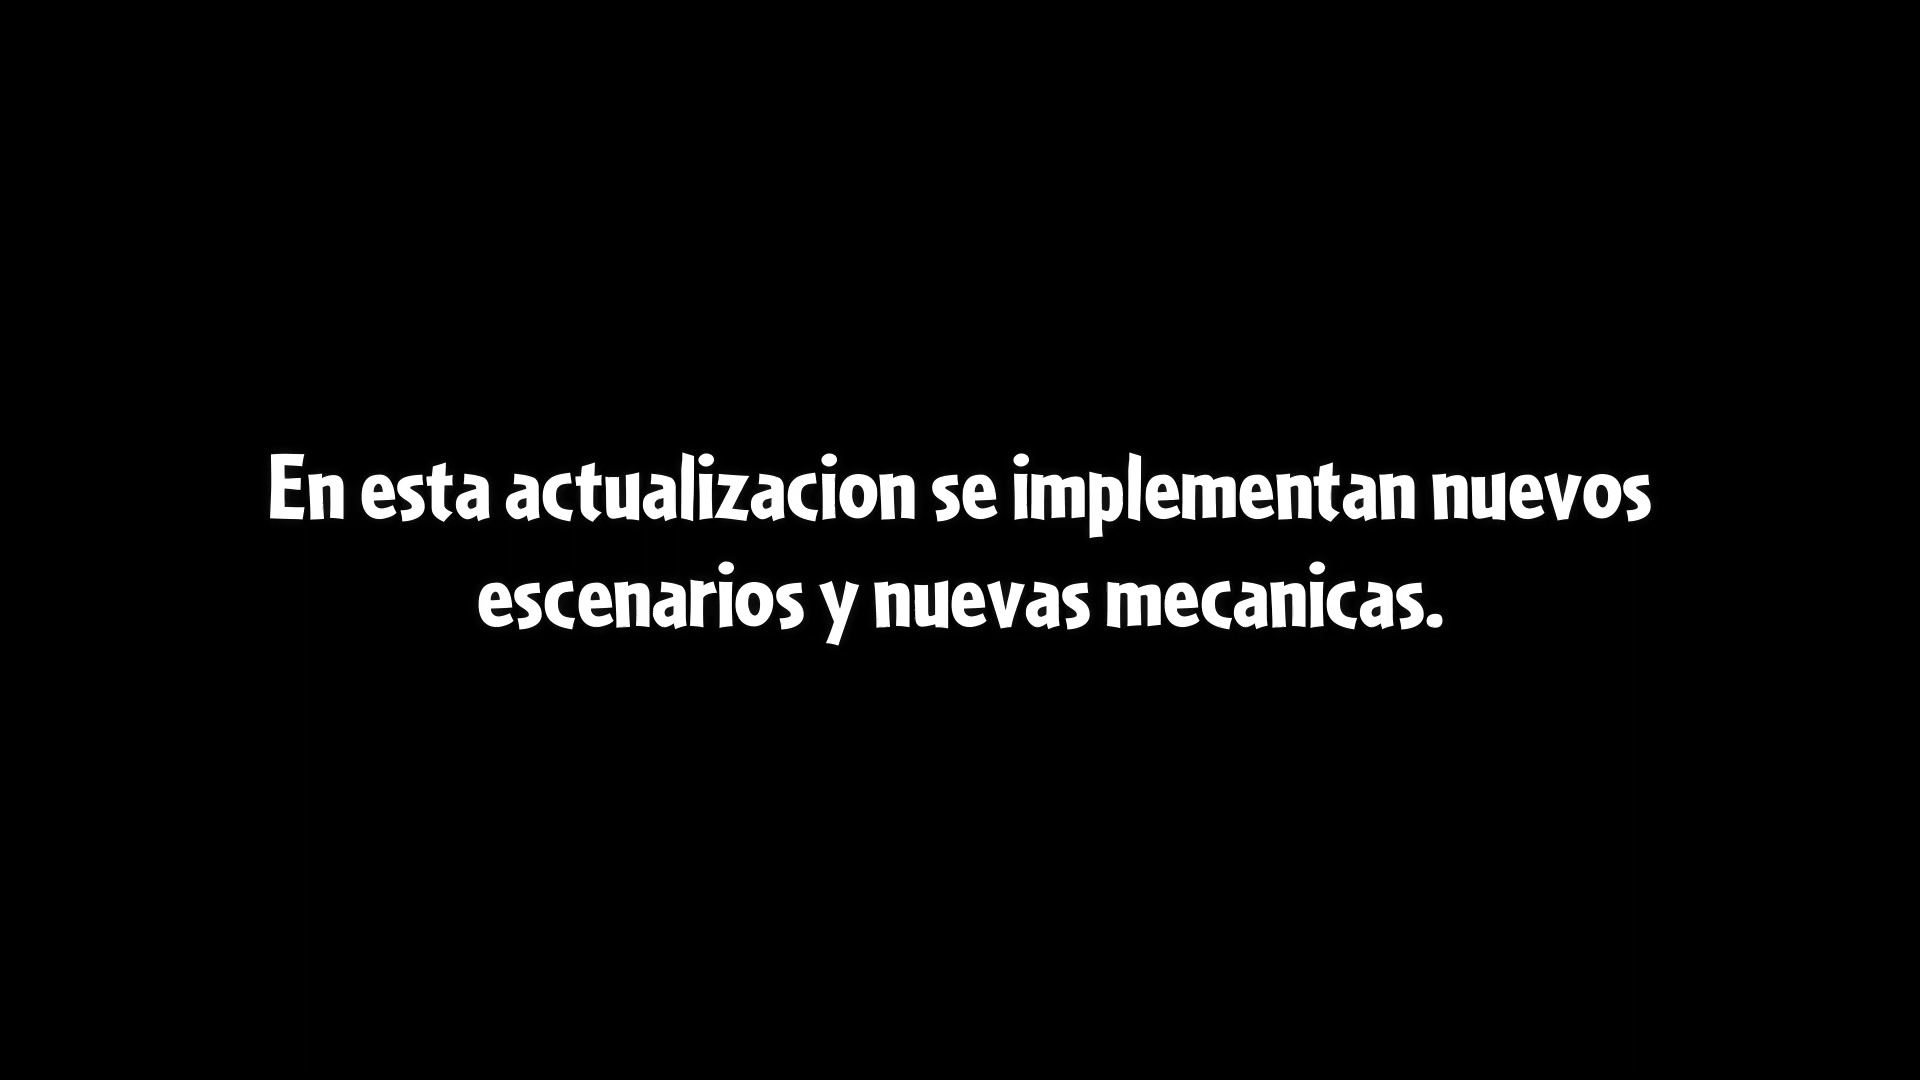 En esta actualizacion se implementan nuevos
escenarios y nuevas mecanicas.